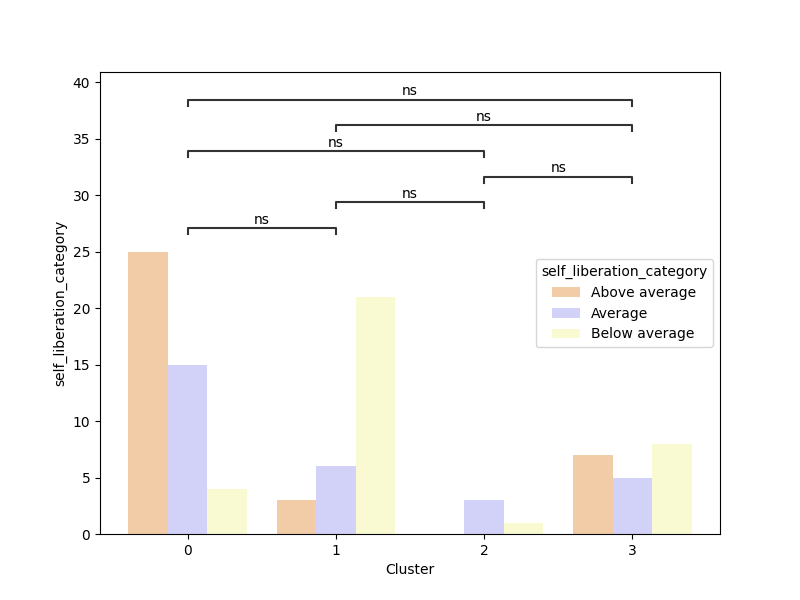 40
ns
ns
35
ns
ns
30
ns
ns
25
self_liberation_category
Above average
Average
Below average
20
15
10
5
0
self_liberation_category
0 1 2 3
Cluster